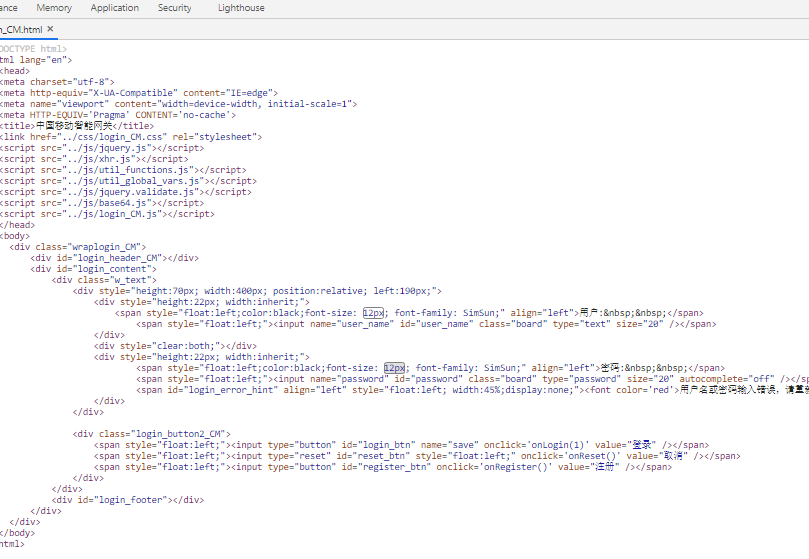 ance Memory Application Security Lighthouse
n_CM.html ×
DOCTYPE html>
tml lang="en">
<head>
<meta charset="utf-8">
<meta http-equiv="X-UA-Compatible" content="IE=edge">
<meta name="viewport" content="width=device-width, initial-scale=1">
<meta HTTP-EQUIV='Pragma' CONTENT='no-cache'>
<title>中国移动智能网关</title>
<link href="../css/login_CM.css" rel="stylesheet">
<script src="../js/jquery.js"></script>
<script src="../js/xhr.js"></script>
<script src="../js/util_functions.js"></script>
<script src="../js/util_global_vars.js"></script>
<script src="../js/jquery.validate.js"></script>
<script src="../js/base64.js"></script>
<script src="../js/login_CM.js"></script>
</head>
<body>
<div class="wraplogin_CM">
<div id="login_header_CM"></div>
<div id="login_content">
<div class="w_text">
<div style="height:70px; width:400px; position:relative; left:190px;">
<div style="height:22px; width:inherit;">
<span style="float:left;color:black;font-size: 12px; font-family: SimSun;" align="left">用户:&nbsp;&nbsp;</span>
<span style="float:left;"><input name="user_name" id="user_name" class="board" type="text" size="20" /></span>
</div>
<div style="clear:both;"></div>
<div style="height:22px; width:inherit;">
<span style="float:left;color:black;font-size: 12px; font-family: SimSun;" align="left">密码:&nbsp;&nbsp;</span>
<span style="float:left;"><input name="password" id="password" class="board" type="password" size="20" autocomplete="off" /></sp
<span id="login_error_hint" align="left" style="float:left; width:45%;display:none;"><font color='red'>用户名或密码输入错误，请重新
</div>
</div>
<div class="login_button2_CM">
<span style="float:left;"><input type="button" id="login_btn" name="save" onclick='onLogin(1)' value="登录" /></span>
<span style="float:left;"><input type="reset" id="reset_btn" style="float:left;" onclick='onReset()' value="取消" /></span>
<span style="float:left;"><input type="button" id="register_btn" onclick='onRegister()' value="注册" /></span>
</div>
</div>
<div id="login_footer"></div>
</div>
</div>
</body>
html>